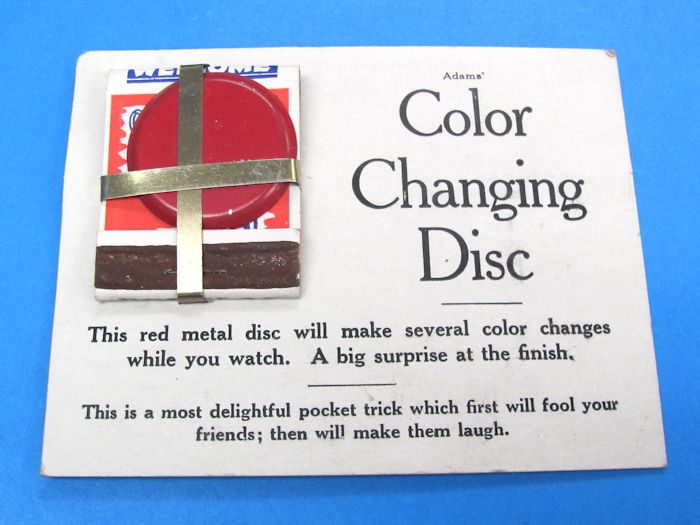 WELCOME
Adams'
Color
Changing
Disc
This red metal disc will make several color changes
while you watch. A big surprise at the finish.
This is a most delightful pocket trick which first will fool your
friends; then will make them laugh.